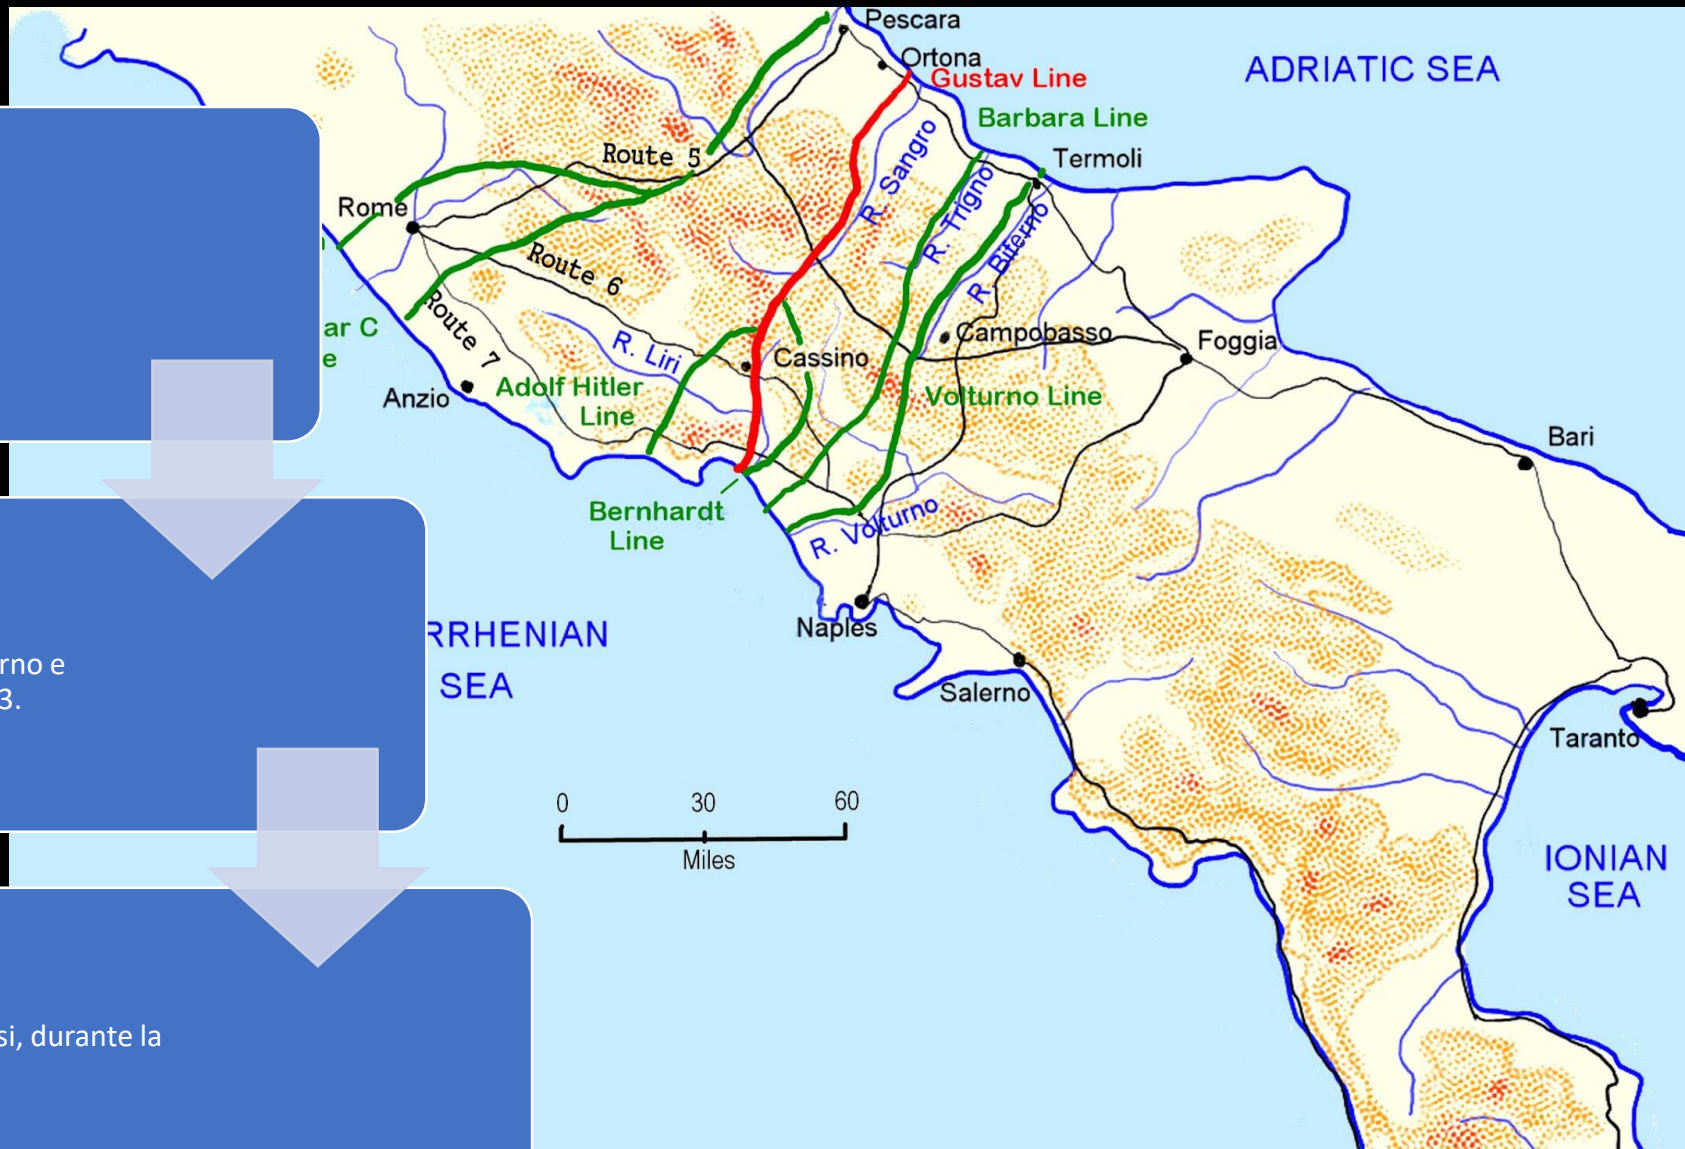 Pescara
Ortona
Gustav Line
ADRIATIC SEA
Barbara Line
Termoli
Route 5
R. Sangro
R. Trigno
R. Biferno
Rome
Route 6
Route 7
ar C
e
R. Liri
Cassino
Campobasso
Foggia
Anzio
Adolf Hitler
Line
Volturno Line
Bari
Bernhardt
Line
R. Volturno
Naples
RRHENIAN
SEA
Salerno
Taranto
rno e
3.
0 30 60
Miles
IONIAN
SEA
si, durante la